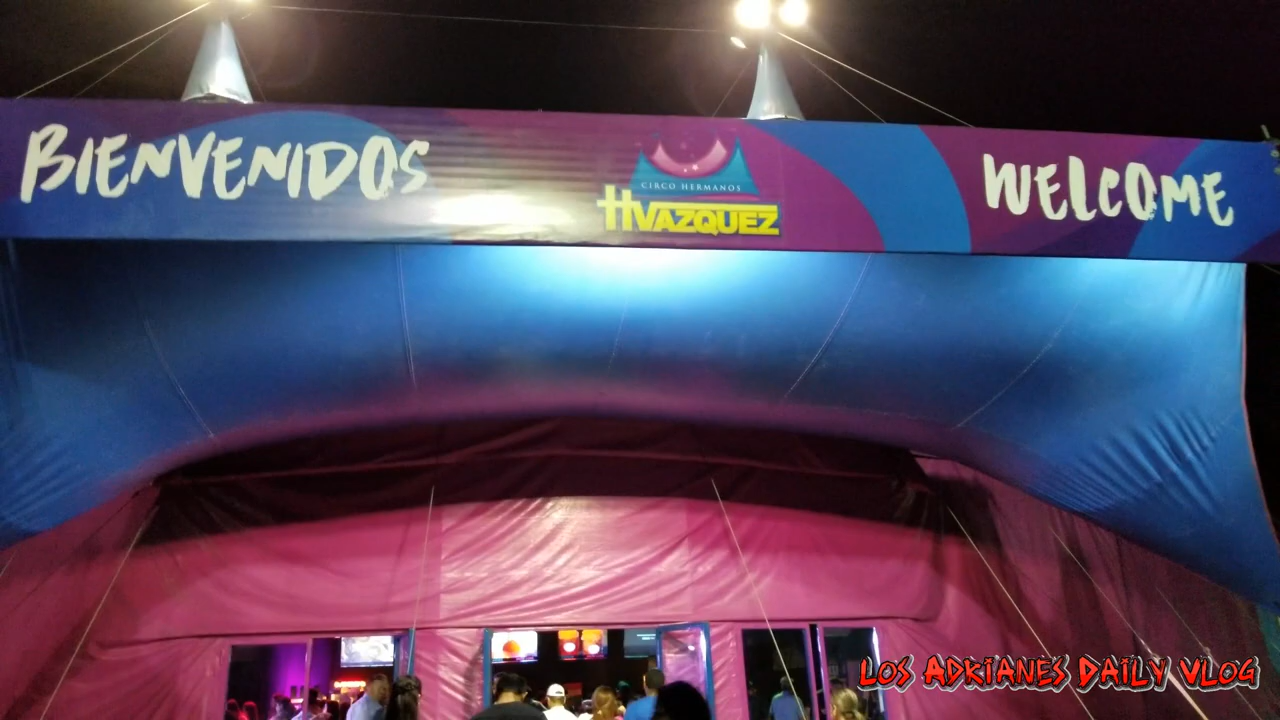 BIENVENIDOS
CIRCO HERMANOS
HVAZQUEZ
WELCOME
LOS ADRIANES DAILY VLOG